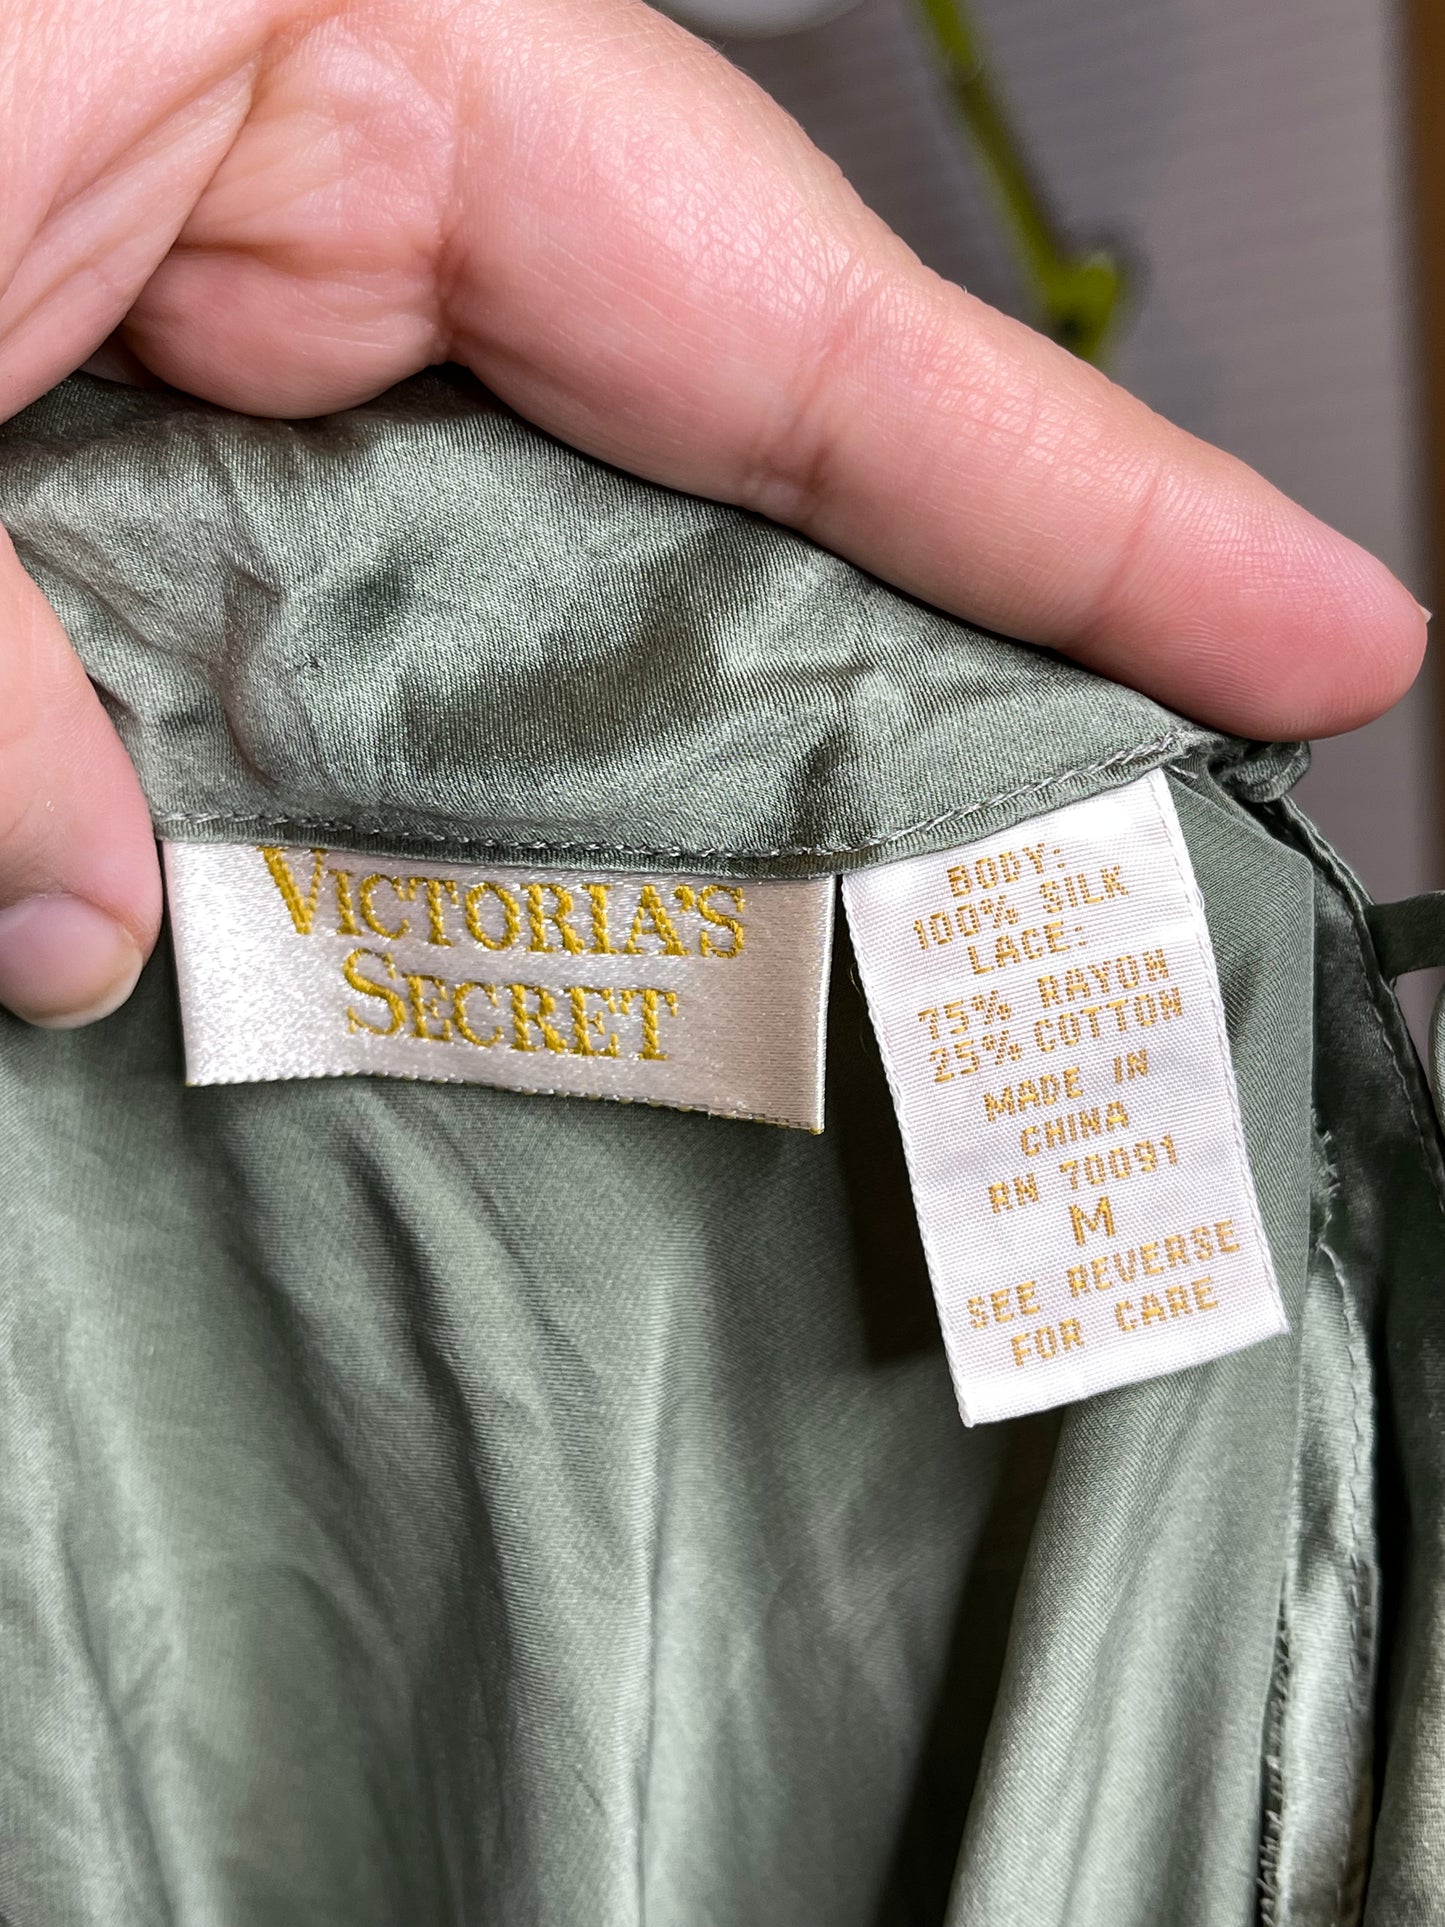 VICTORIA'S
SECRET
BODY:
100% SILK
LACE:
75% RAYON
25% COTTON
MADE IN
CHINA
RN 70091
M
SEE REVERSE
FOR CARE